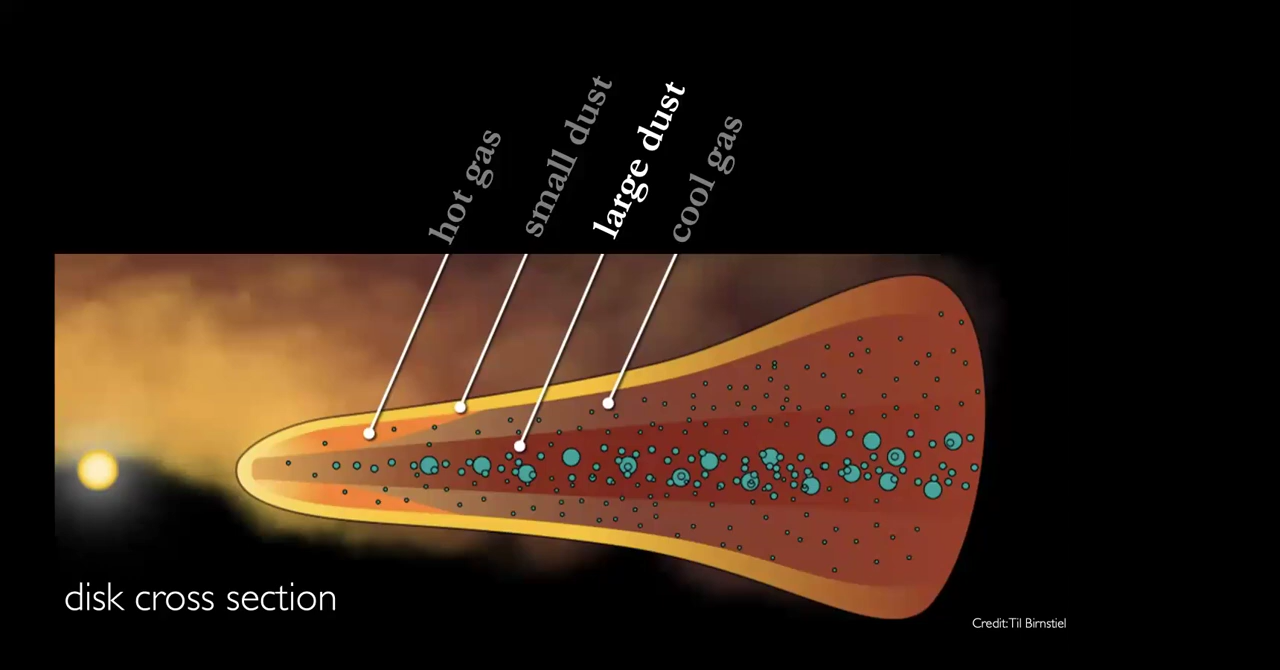 hot gas
small dust
large dust
cool gas
disk cross section
Credit: Til Birnstiel